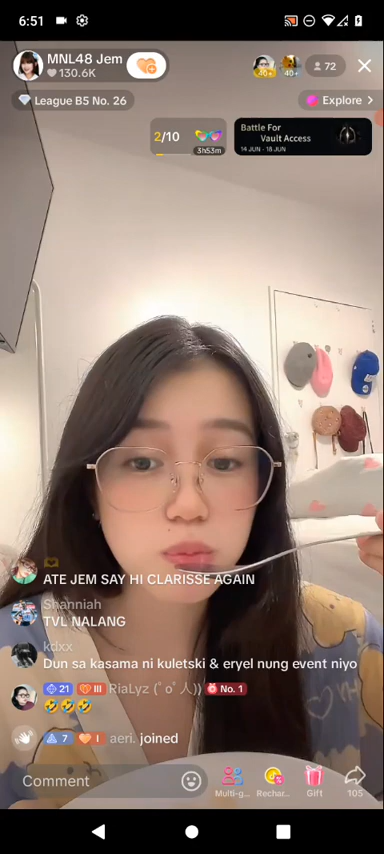 6:51
MNL48 Jem
130.6K
40+
40+
72
League B5 No. 26
Explore >
2/10
3h53m
Battle For
Vault Access
14 JUN - 18 JUN
ATE JEM SAY HI CLARISSE AGAIN
Shanniah
TVL NALANG
kdxx
Dun sa kasama ni kuletski & eryel nung event niyo
21 III RiaLyz (ﾟoﾟ人)) No. 1
🤣🤣🤣
7 I aeri. joined
Comment
Multi-g...
Rechar...
Gift
105